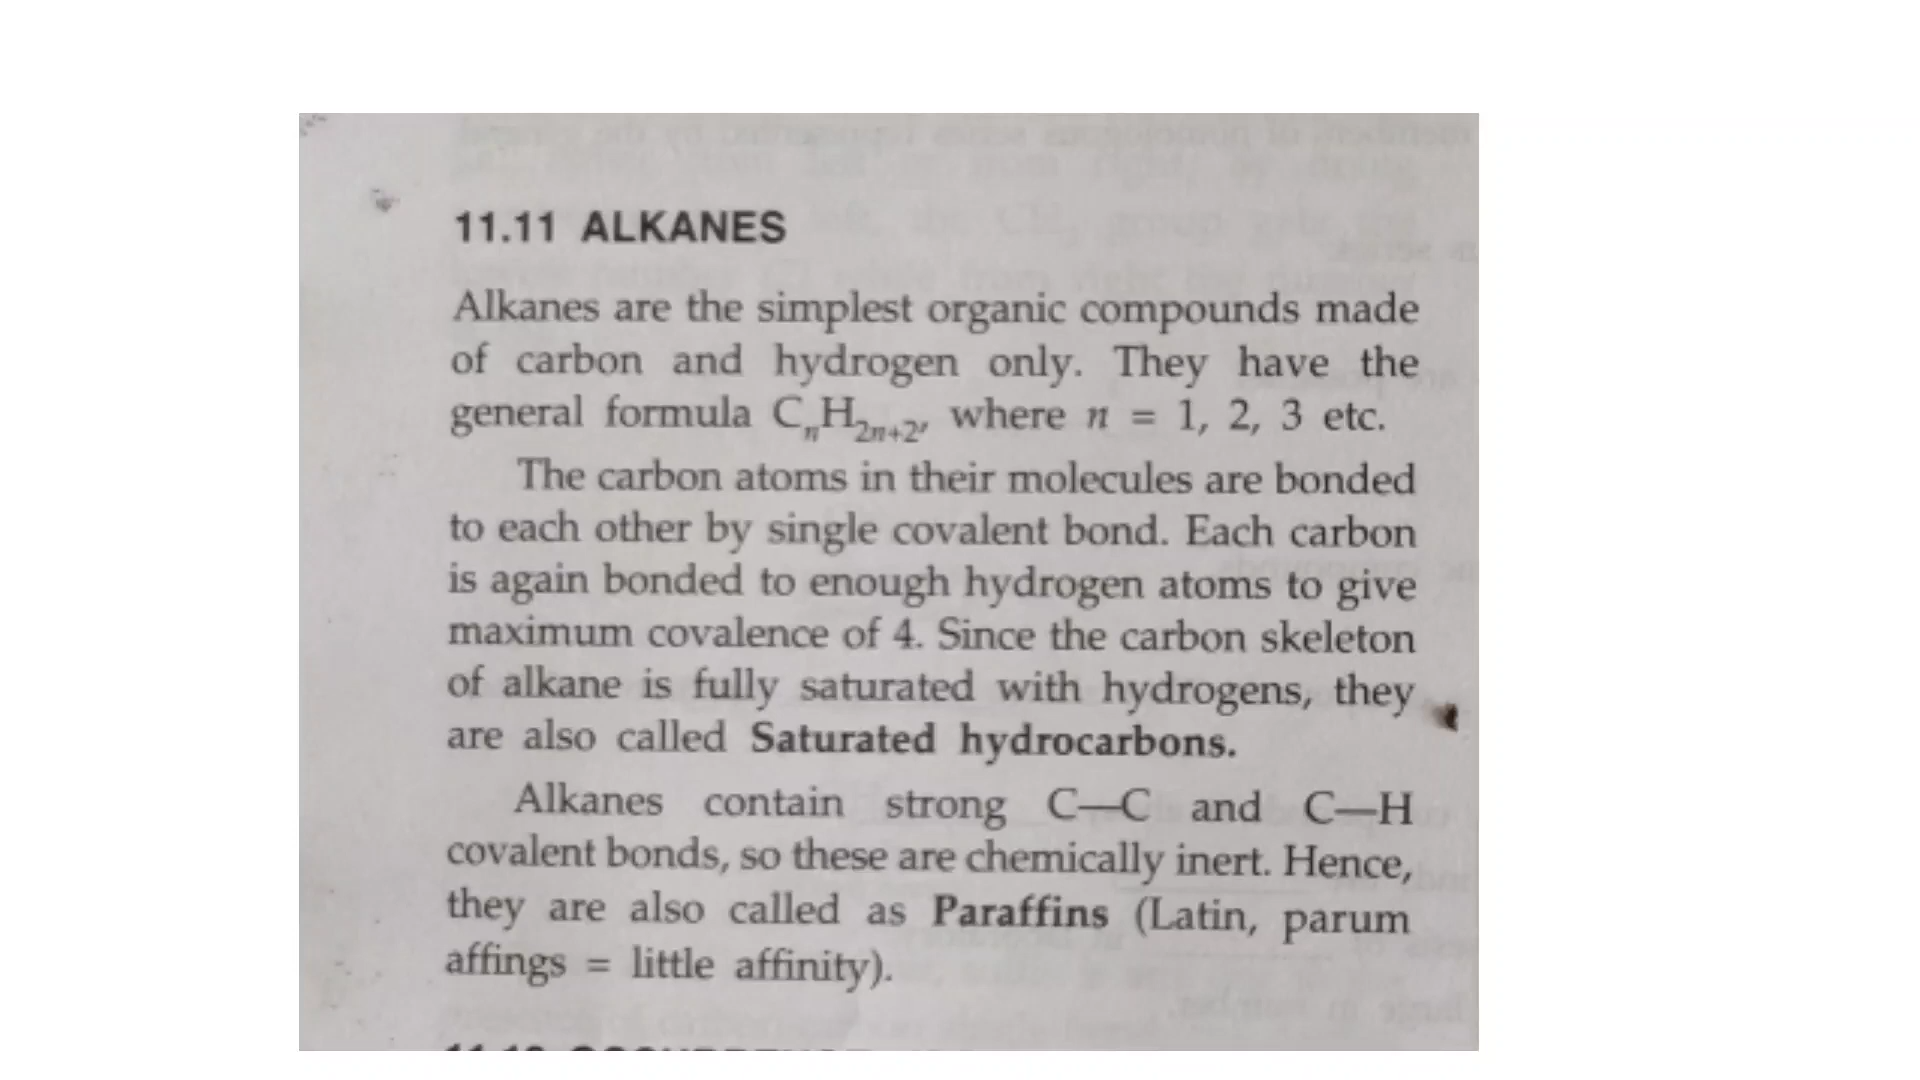 11.11 ALKANES
Alkanes are the simplest organic compounds made
of carbon and hydrogen only. They have the
general formula CₙH₂ₙ₊₂, where n = 1, 2, 3 etc.
The carbon atoms in their molecules are bonded
to each other by single covalent bond. Each carbon
is again bonded to enough hydrogen atoms to give
maximum covalence of 4. Since the carbon skeleton
of alkane is fully saturated with hydrogens, they
are also called Saturated hydrocarbons.
Alkanes contain strong C—C and C—H
covalent bonds, so these are chemically inert. Hence,
they are also called as Paraffins (Latin, parum
affings = little affinity).